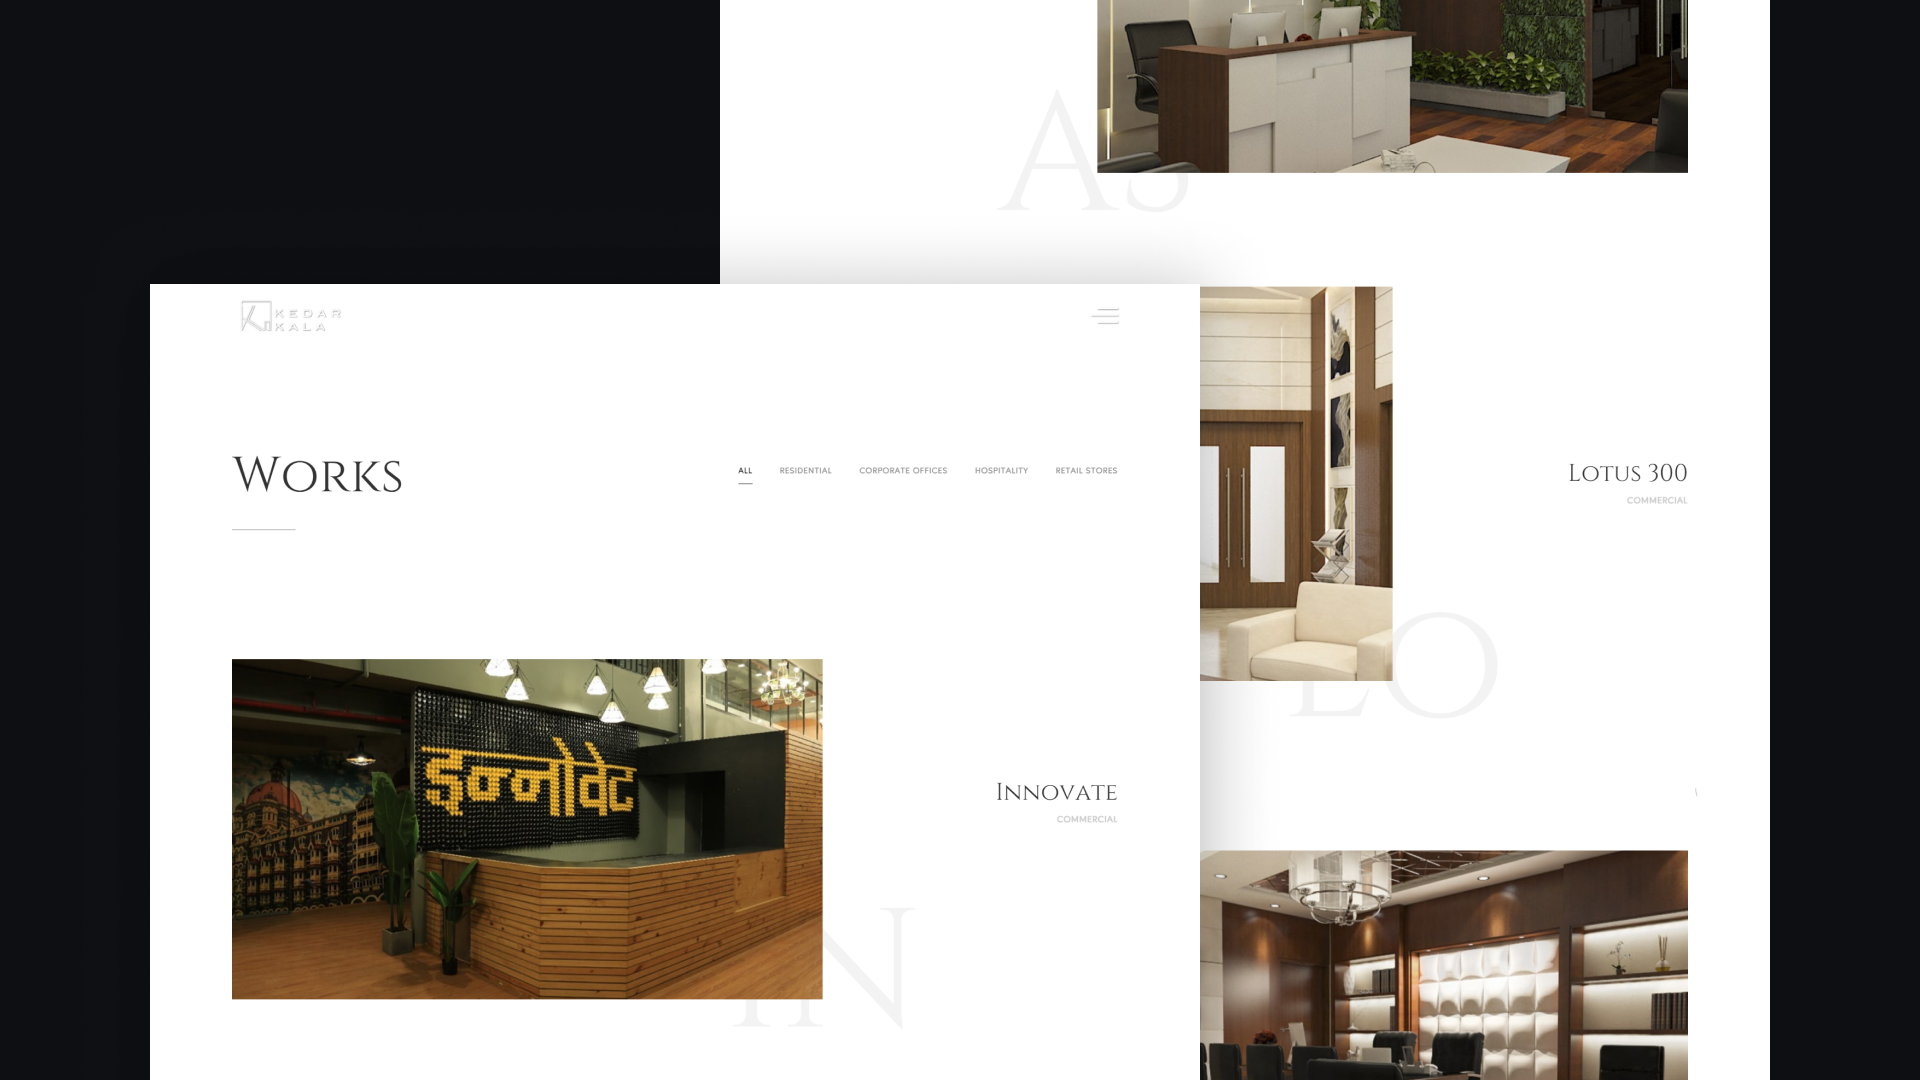 AS
KEDAR
KALA
WORKS
ALL RESIDENTIAL CORPORATE OFFICES HOSPITALITY RETAIL STORES
LOTUS 300
COMMERCIAL
LO
इन्नोवेट
INNOVATE
COMMERCIAL
IN